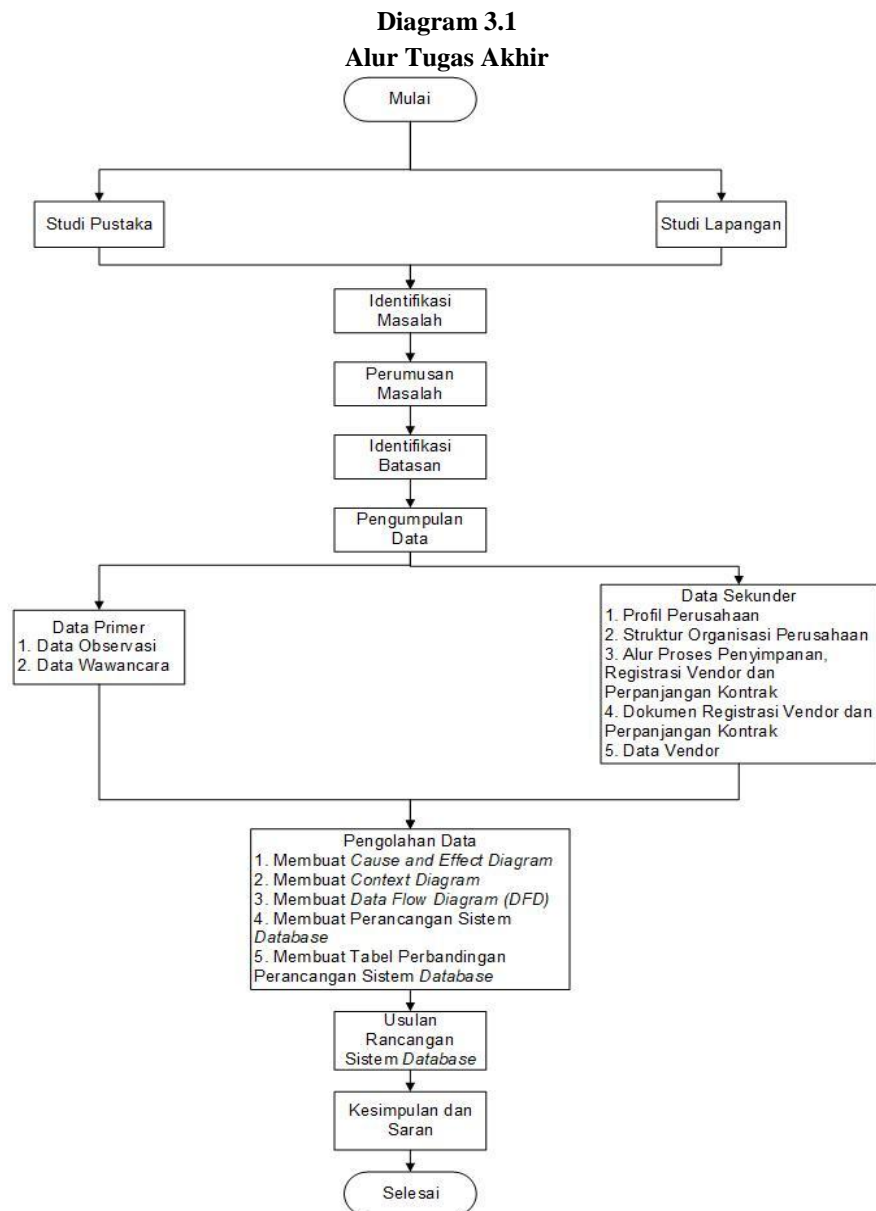 Diagram 3.1
Alur Tugas Akhir
Mulai
Studi Pustaka
Studi Lapangan
Identifikasi
Masalah
Perumusan
Masalah
Identifikasi
Batasan
Pengumpulan
Data
Data Primer
1. Data Observasi
2. Data Wawancara
Data Sekunder
1. Profil Perusahaan
2. Struktur Organisasi Perusahaan
3. Alur Proses Penyimpanan,
Registrasi Vendor dan
Perpanjangan Kontrak
4. Dokumen Registrasi Vendor dan
Perpanjangan Kontrak
5. Data Vendor
Pengolahan Data
1. Membuat Cause and Effect Diagram
2. Membuat Context Diagram
3. Membuat Data Flow Diagram (DFD)
4. Membuat Perancangan Sistem
Database
5. Membuat Tabel Perbandingan
Perancangan Sistem Database
Usulan
Rancangan
Sistem Database
Kesimpulan dan
Saran
Selesai